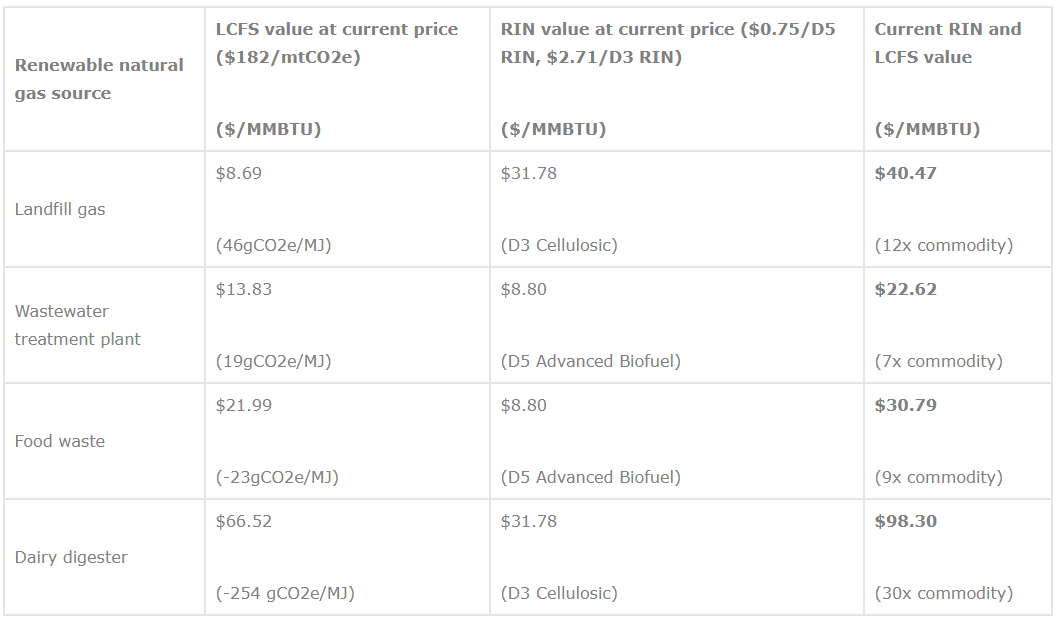 Renewable natural
gas source
LCFS value at current price
($182/mtCO2e)
($/MMBTU)
RIN value at current price ($0.75/D5
RIN, $2.71/D3 RIN)
($/MMBTU)
Current RIN and
LCFS value
($/MMBTU)
Landfill gas
$8.69
(46gCO2e/MJ)
$31.78
(D3 Cellulosic)
$40.47
(12x commodity)
Wastewater
treatment plant
$13.83
(19gCO2e/MJ)
$8.80
(D5 Advanced Biofuel)
$22.62
(7x commodity)
Food waste
$21.99
(-23gCO2e/MJ)
$8.80
(D5 Advanced Biofuel)
$30.79
(9x commodity)
Dairy digester
$66.52
(-254 gCO2e/MJ)
$31.78
(D3 Cellulosic)
$98.30
(30x commodity)